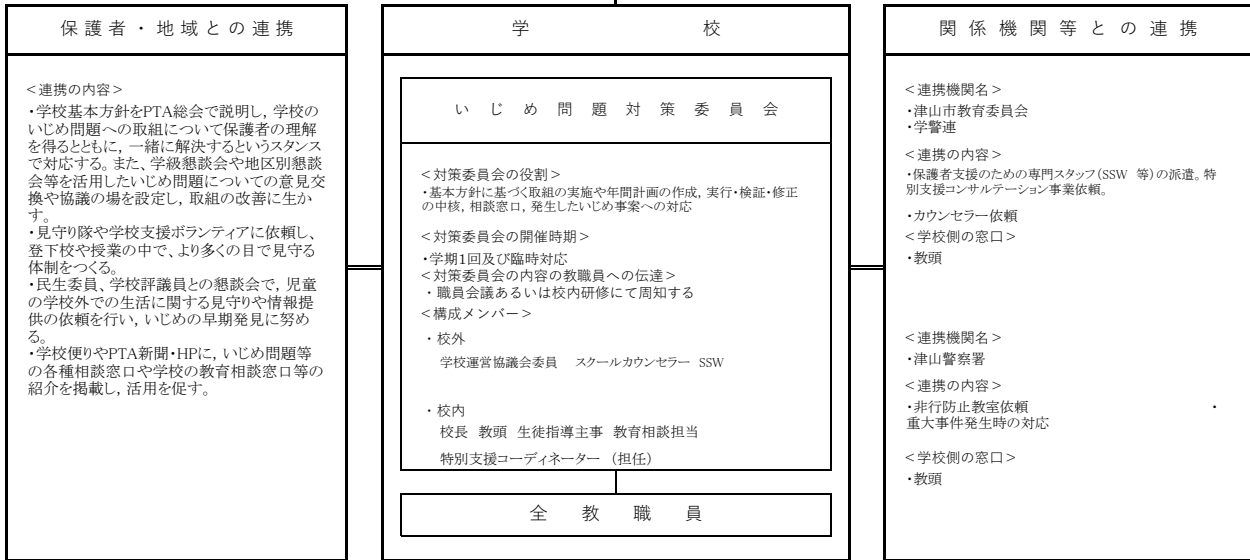 保護者・地域との連携
＜連携の内容＞
・学校基本方針をPTA総会で説明し，学校の
いじめ問題への取組について保護者の理解
を得るとともに，一緒に解決するというスタンス
で対応する。また、学級懇談会や地区別懇談
会等を活用したいじめ問題についての意見交
換や協議の場を設定し，取組の改善に生か
す。
・見守り隊や学校支援ボランティアに依頼し、
登下校や授業の中で、より多くの目で見守る
体制をつくる。
・民生委員、学校評議員との懇談会で，児童
の学校外での生活に関する見守りや情報提
供の依頼を行い，いじめの早期発見に努め
る。
・学校便りやPTA新聞・HPに，いじめ問題等
の各種相談窓口や学校の教育相談窓口等の
紹介を掲載し，活用を促す。
学校
いじめ問題対策委員会
＜対策委員会の役割＞
・基本方針に基づく取組の実施や年間計画の作成，実行・検証・修正
の中核，相談窓口，発生したいじめ事案への対応
＜対策委員会の開催時期＞
・学期1回及び臨時対応
＜対策委員会の内容の教職員への伝達＞
・職員会議あるいは校内研修にて周知する
＜構成メンバー＞
・校外
学校運営協議会委員　スクールカウンセラー SSW
・校内
校長 教頭 生徒指導主事 教育相談担当
特別支援コーディネーター （担任）
全教職員
関係機関等との連携
＜連携機関名＞
・津山市教育委員会
・学警連
＜連携の内容＞
・保護者支援のための専門スタッフ(SSW 等)の派遣。特
別支援コンサルテーション事業依頼。
・カウンセラー依頼
＜学校側の窓口＞
・教頭
＜連携機関名＞
・津山警察署
＜連携の内容＞
・非行防止教室依頼　・
重大事件発生時の対応
＜学校側の窓口＞
・教頭